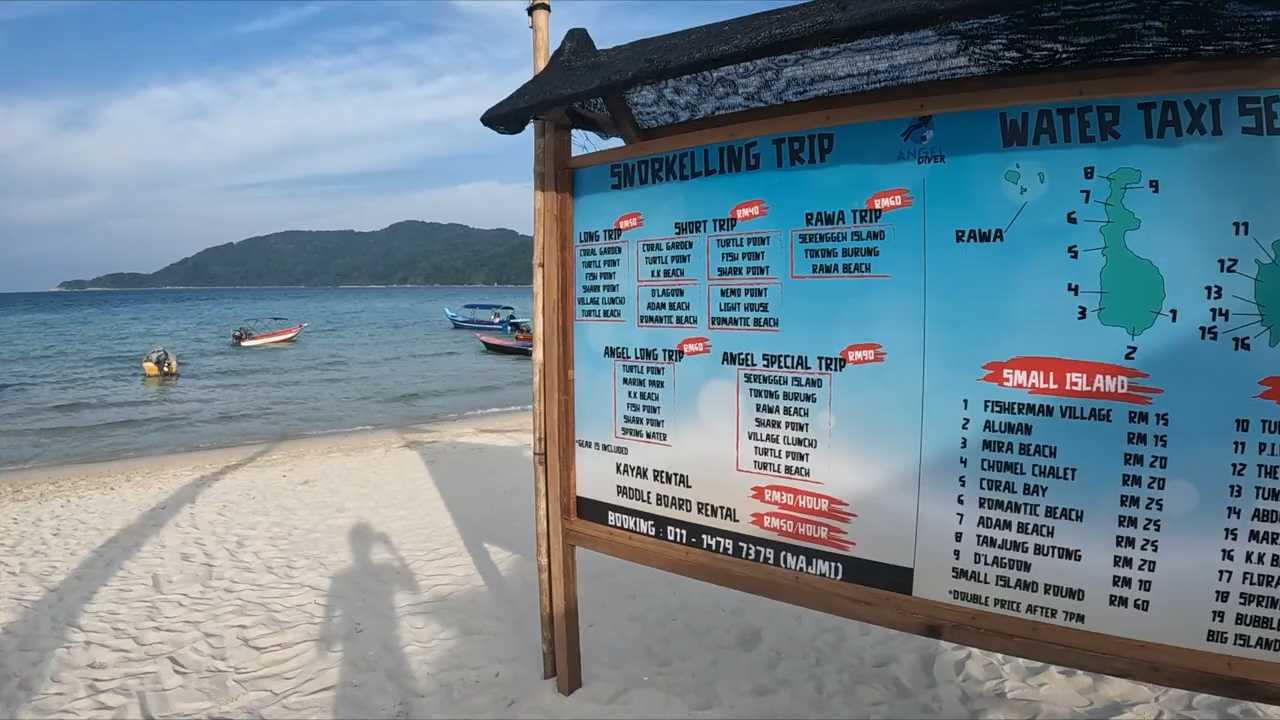 SNORKELLING TRIP
ANGEL
DIVER
LONG TRIP RM50
CORAL GARDEN
TURTLE POINT
FISH POINT
SHARK POINT
VILLAGE (LUNCH)
TURTLE BEACH
SHORT TRIP RM40
CORAL GARDEN
TURTLE POINT
K.K BEACH
TURTLE POINT
FISH POINT
SHARK POINT
D'LAGOON
ADAM BEACH
ROMANTIC BEACH
NEMO POINT
LIGHT HOUSE
ROMANTIC BEACH
RAWA TRIP RM60
SERENGGEH ISLAND
TOKONG BURUNG
RAWA BEACH
ANGEL LONG TRIP RM60
TURTLE POINT
MARINE PARK
K.K BEACH
FISH POINT
SHARK POINT
SPRING WATER
ANGEL SPECIAL TRIP RM90
SERENGGEH ISLAND
TOKONG BURUNG
RAWA BEACH
SHARK POINT
VILLAGE (LUNCH)
TURTLE POINT
TURTLE BEACH
*GEAR IS INCLUDED
KAYAK RENTAL RM30/HOUR
PADDLE BOARD RENTAL RM50/HOUR
BOOKING : 011 - 1479 7379 (NAJMI)
WATER TAXI SE
RAWA
8
9
7
6
5
4
3
1
2
11
12
13
14
15
16
SMALL ISLAND
1 FISHERMAN VILLAGE RM 15
2 ALUNAN RM 15
3 MIRA BEACH RM 20
4 CHOMEL CHALET RM 20
5 CORAL BAY RM 25
6 ROMANTIC BEACH RM 25
7 ADAM BEACH RM 25
8 TANJUNG BUTONG RM 20
9 D'LAGOON RM 10
SMALL ISLAND ROUND RM 60
*DOUBLE PRICE AFTER 7PM
10 TU
11 P.I
12 THE
13 TUN
14 ABD
15 MAR
16 K.K B
17 FLORA
18 SPRIN
19 BUBBL
BIG ISLAND